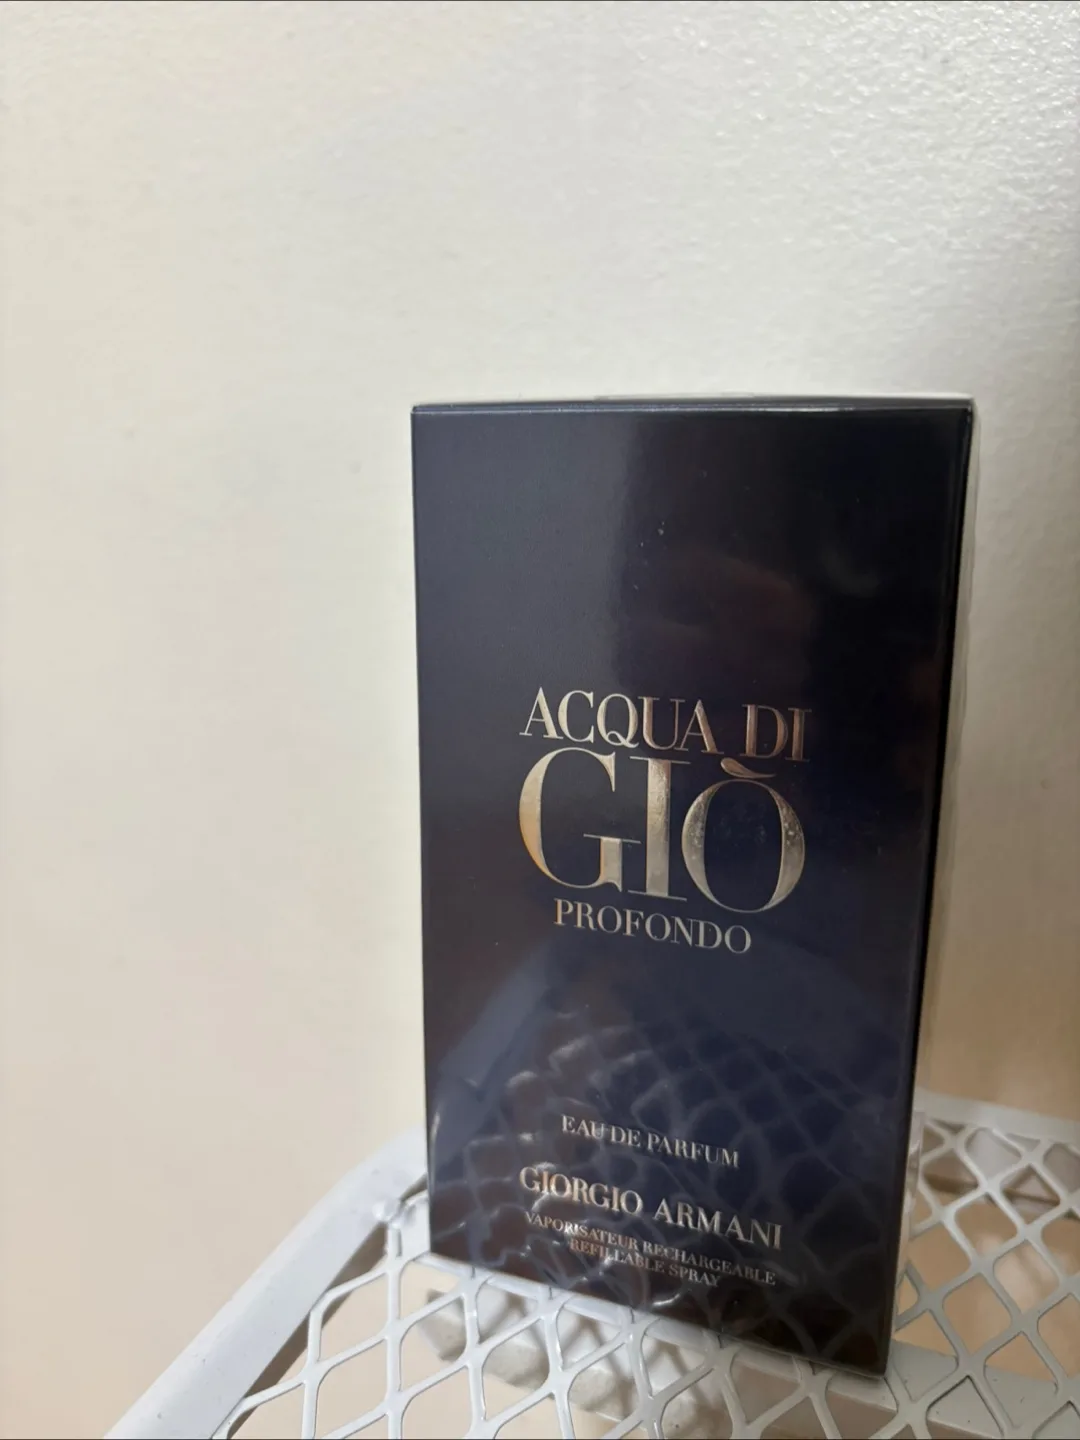 ACQUA DI
GIÒ
PROFONDO
EAU DE PARFUM
GIORGIO ARMANI
VAPORISATEUR RECHARGEABLE
REFILLABLE SPRAY